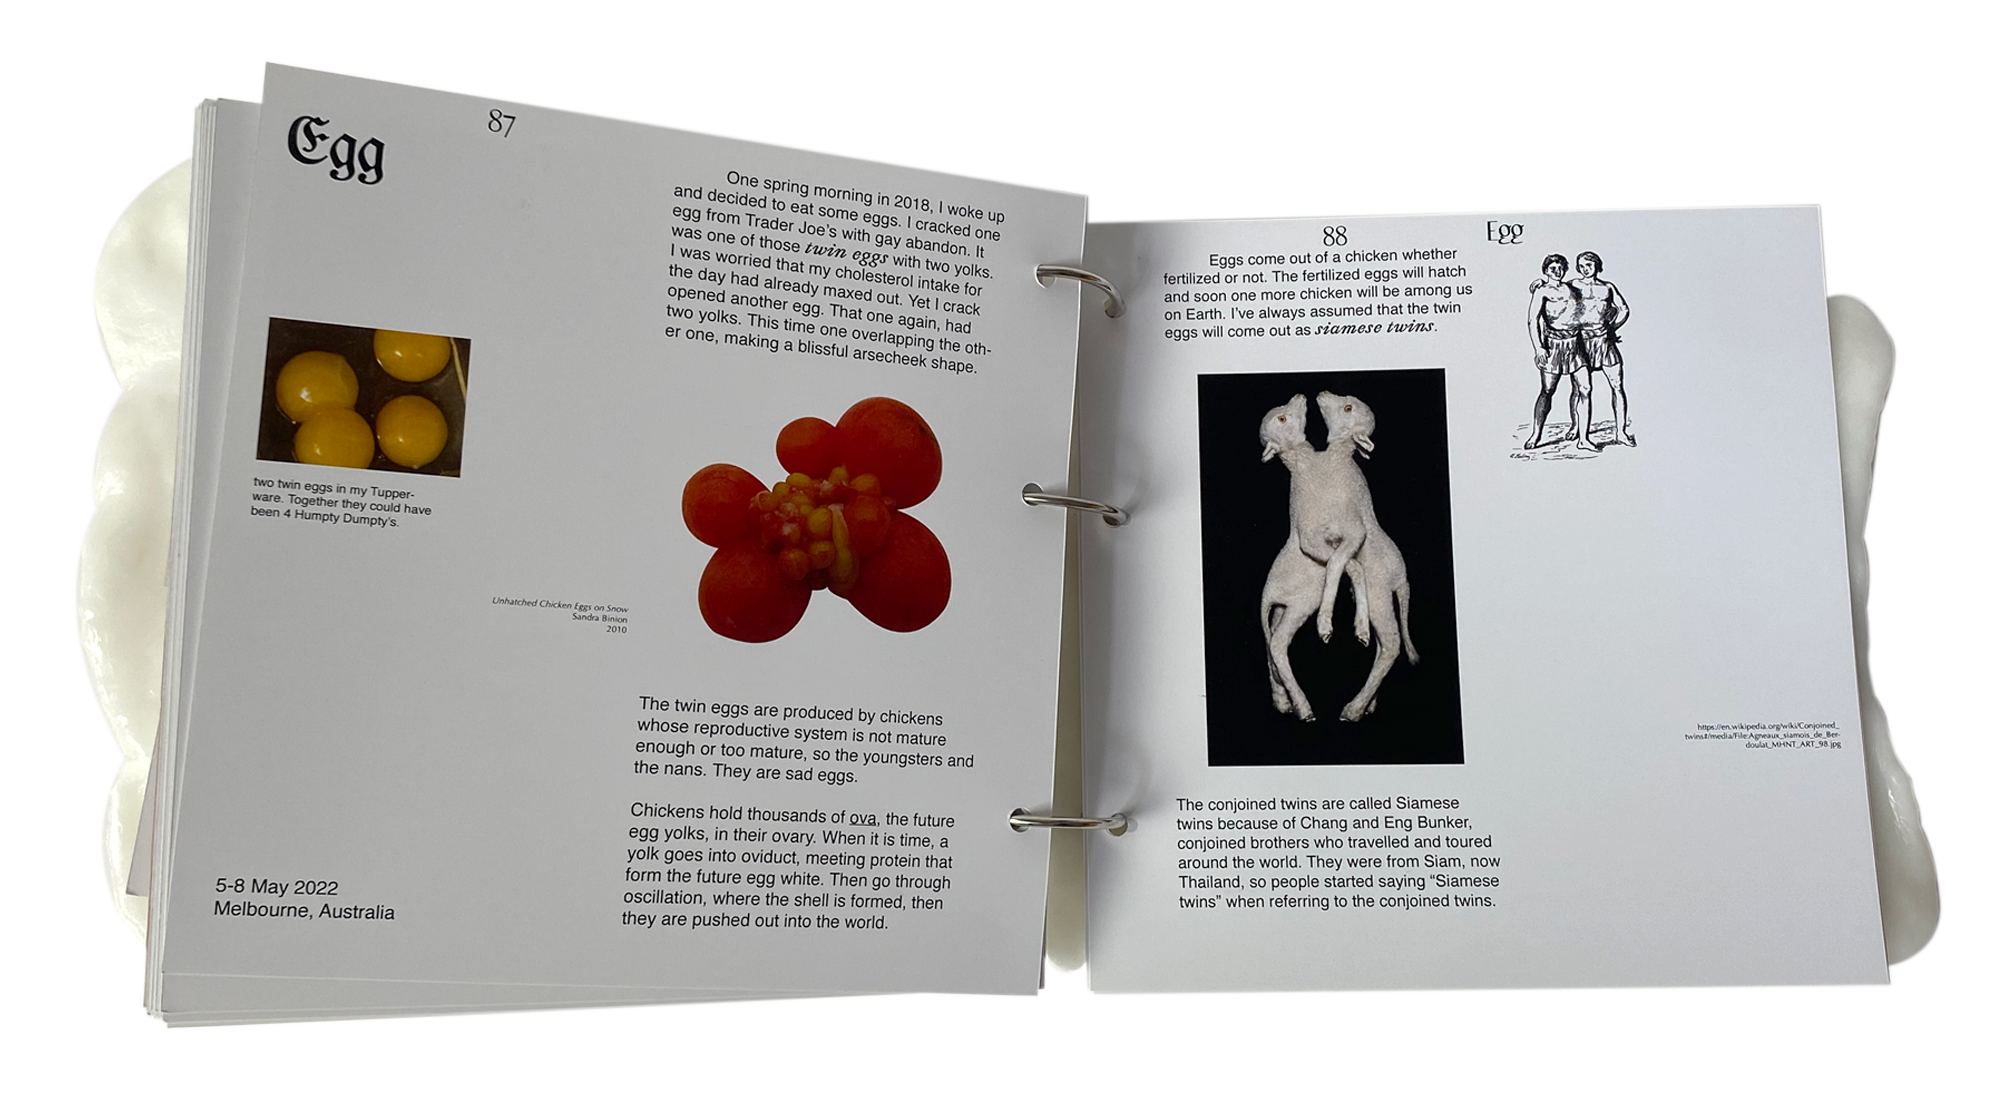 Egg
87
One spring morning in 2018, I woke up
and decided to eat some eggs. I cracked one
egg from Trader Joe's with gay abandon. It
was one of those twin eggs with two yolks.
I was worried that my cholesterol intake for
the day had already maxed out. Yet I crack
opened another egg. That one again, had
two yolks. This time one overlapping the oth-
er one, making a blissful arsecheek shape.
two twin eggs in my Tupper-
ware. Together they could have
been 4 Humpty Dumpty's.
Unhatched Chicken Eggs on Snow
Sandra Binion
2010
The twin eggs are produced by chickens
whose reproductive system is not mature
enough or too mature, so the youngsters and
the nans. They are sad eggs.
Chickens hold thousands of ova, the future
egg yolks, in their ovary. When it is time, a
yolk goes into oviduct, meeting protein that
form the future egg white. Then go through
oscillation, where the shell is formed, then
they are pushed out into the world.
5-8 May 2022
Melbourne, Australia
88
Egg
Eggs come out of a chicken whether
fertilized or not. The fertilized eggs will hatch
and soon one more chicken will be among us
on Earth. I've always assumed that the twin
eggs will come out as siamese twins.
https://en.wikipedia.org/wiki/Conjoined_
twins#/media/File:Agneaux_siamois_de_Ber-
doulat_MHNT_ART_98.jpg
The conjoined twins are called Siamese
twins because of Chang and Eng Bunker,
conjoined brothers who travelled and toured
around the world. They were from Siam, now
Thailand, so people started saying "Siamese
twins" when referring to the conjoined twins.